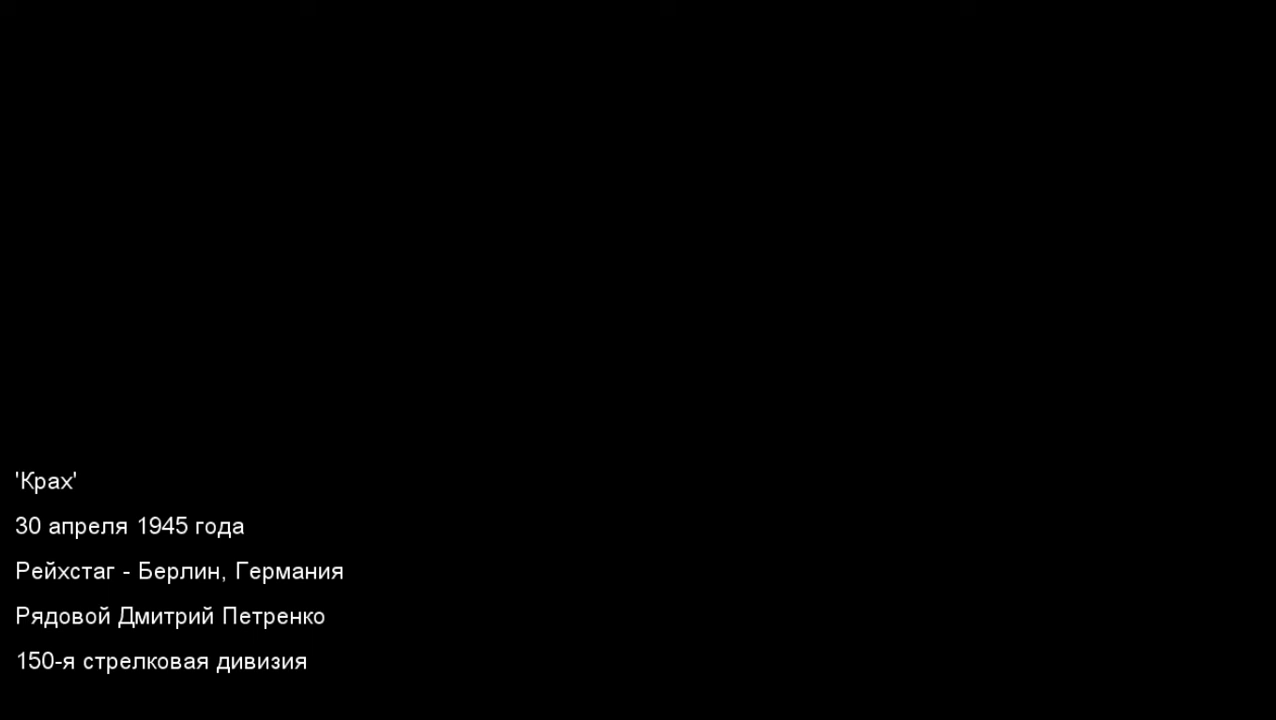 'Крах'
30 апреля 1945 года
Рейхстаг - Берлин, Германия
Рядовой Дмитрий Петренко
150-я стрелковая дивизия